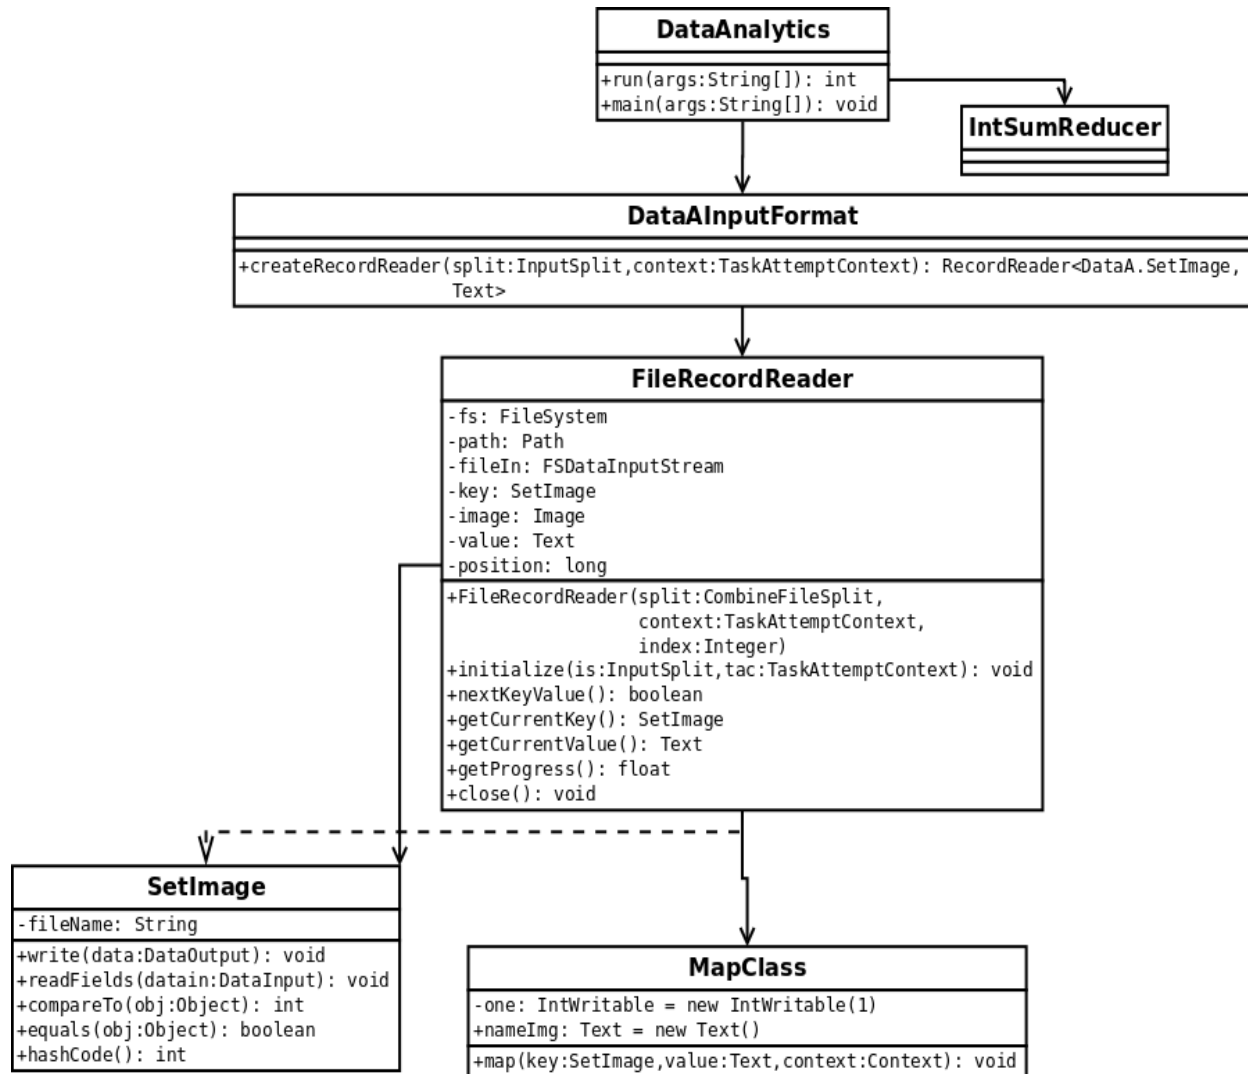 DataAnalytics
+run(args:String[]): int
+main(args:String[]): void
IntSumReducer
DataAInputFormat
+createRecordReader(split:InputSplit,context:TaskAttemptContext): RecordReader<DataA.SetImage,
Text>
FileRecordReader
-fs: FileSystem
-path: Path
-fileIn: FSDataInputStream
-key: SetImage
-image: Image
-value: Text
-position: long
+FileRecordReader(split:CombineFileSplit,
context:TaskAttemptContext,
index:Integer)
+initialize(is:InputSplit,tac:TaskAttemptContext): void
+nextKeyValue(): boolean
+getCurrentKey(): SetImage
+getCurrentValue(): Text
+getProgress(): float
+close(): void
SetImage
-fileName: String
+write(data:DataOutput): void
+readFields(datain:DataInput): void
+compareTo(obj:Object): int
+equals(obj:Object): boolean
+hashCode(): int
MapClass
-one: IntWritable = new IntWritable(1)
+nameImg: Text = new Text()
+map(key:SetImage,value:Text,context:Context): void